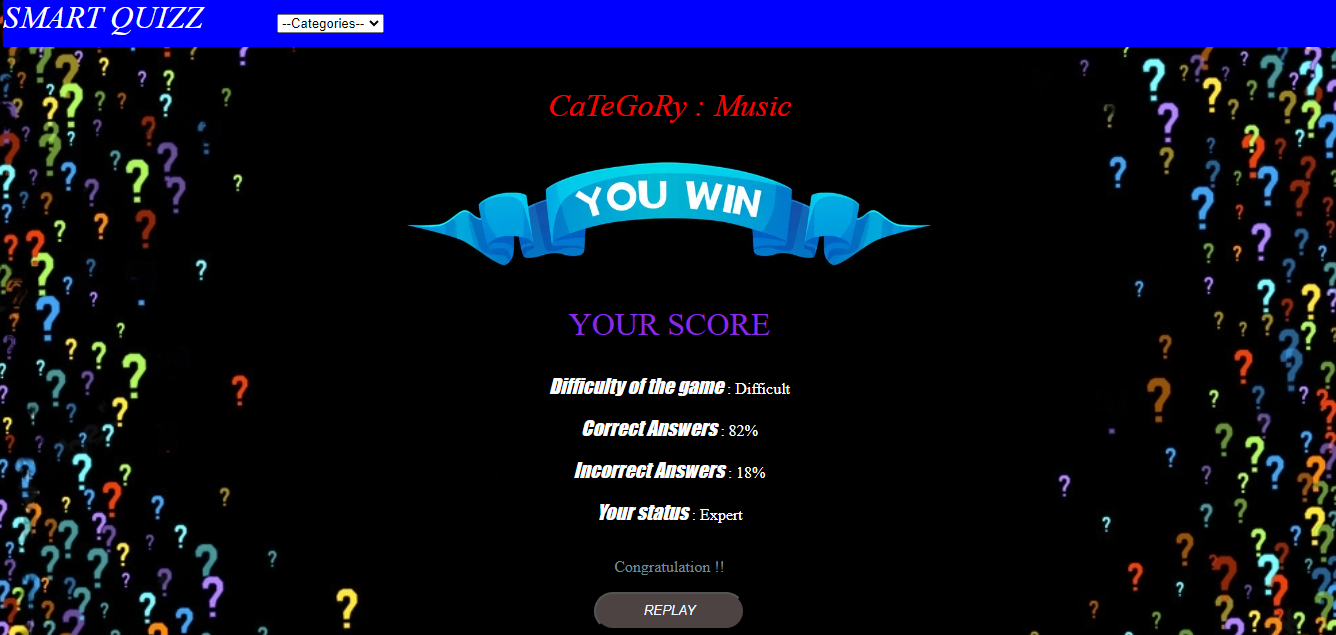 SMART QUIZZ
--Categories--
CaTeGoRy : Music
YOU WIN
YOUR SCORE
Difficulty of the game : Difficult
Correct Answers : 82%
Incorrect Answers : 18%
Your status : Expert
Congratulation !!
REPLAY